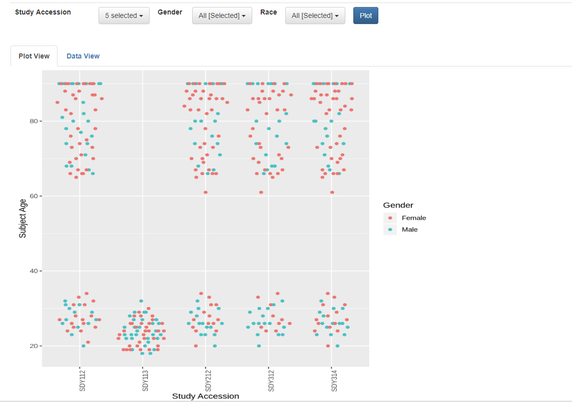 Study Accession 5 selected Gender All [Selected] Race All [Selected] Plot
Plot View Data View
80
60
40
20
Subject Age
SDY112 SDY113 SDY212 SDY312 SDY314
Study Accession
Gender
Female
Male